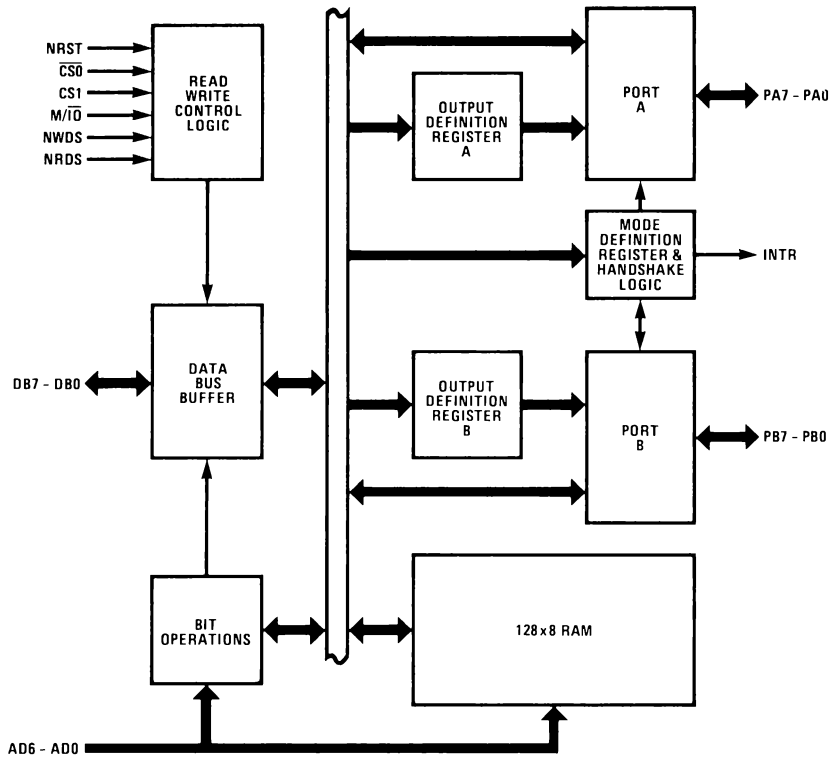 NRST
CS0
CS1
M/IO
NWDS
NRDS
READ
WRITE
CONTROL
LOGIC
OUTPUT
DEFINITION
REGISTER
A
PORT
A
PA7 - PA0
MODE
DEFINITION
REGISTER &
HANDSHAKE
LOGIC
INTR
DB7 - DB0
DATA
BUS
BUFFER
OUTPUT
DEFINITION
REGISTER
B
PORT
B
PB7 - PB0
BIT
OPERATIONS
128x8 RAM
AD6 - AD0